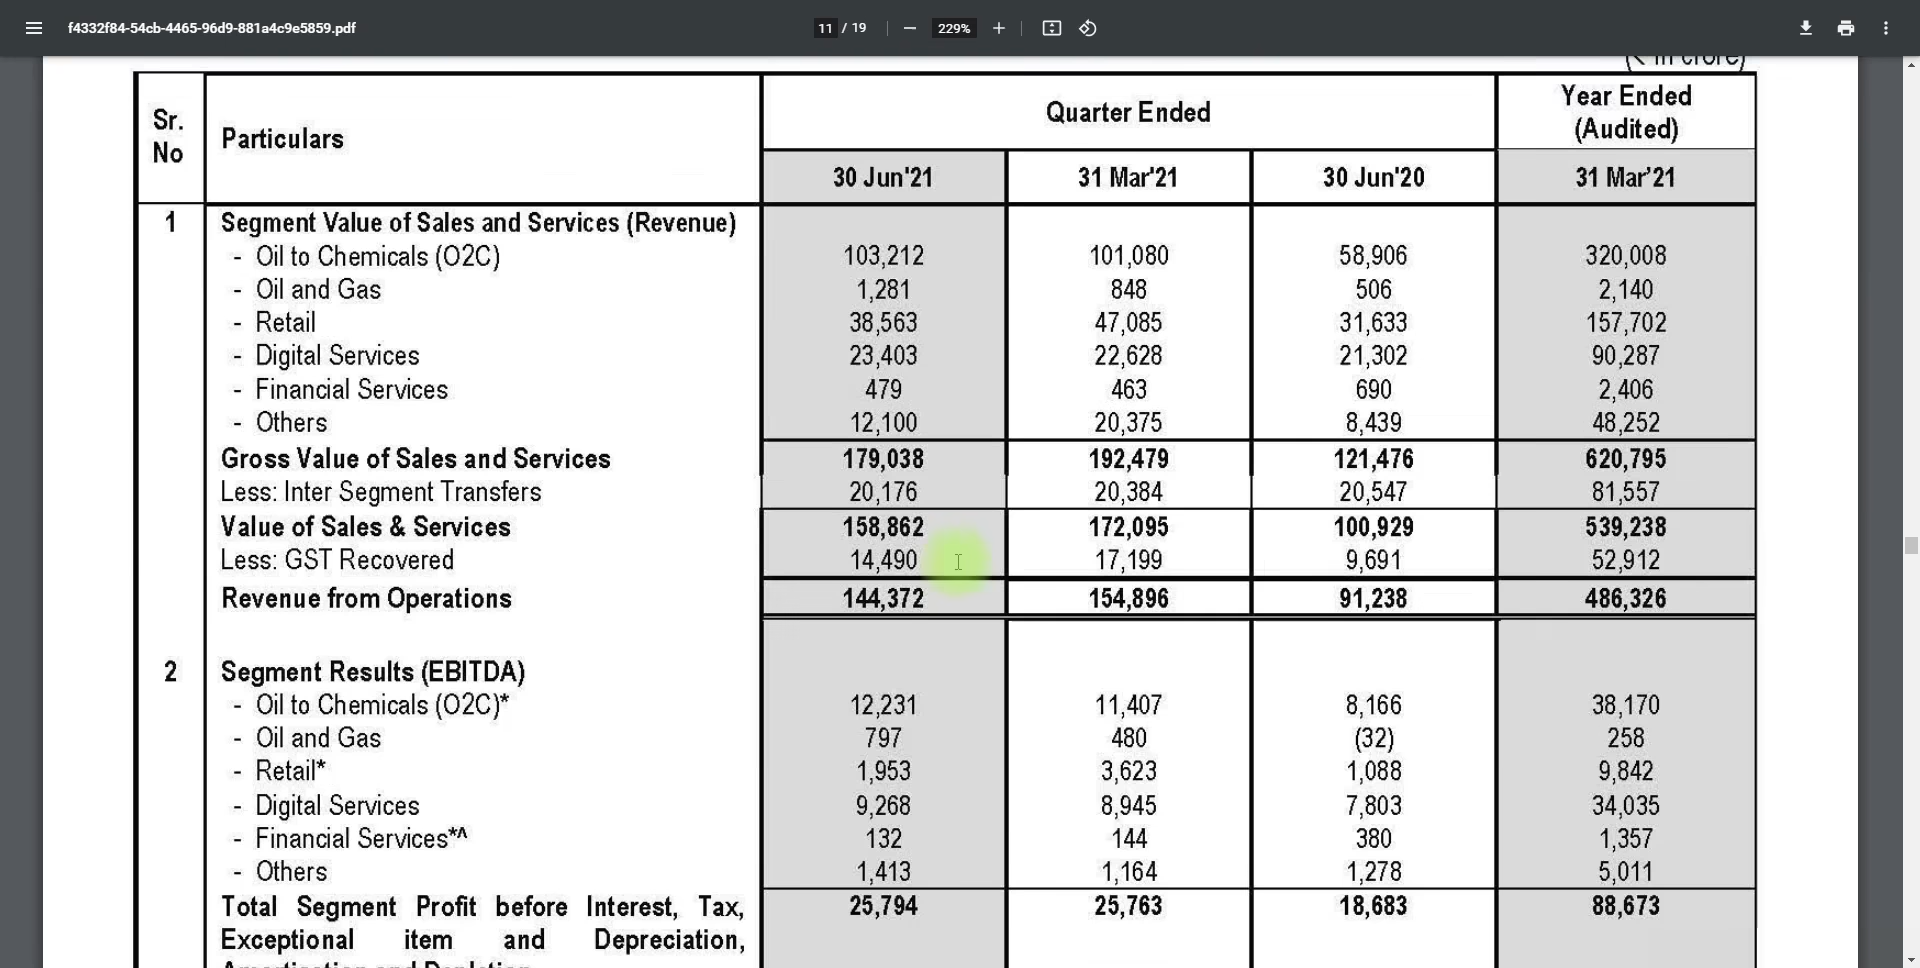 f4332f84-54cb-4465-96d9-881a4c9e5859.pdf
11 / 19
229%
(₹ in crore)
Sr. No
Particulars
Quarter Ended
Year Ended (Audited)
30 Jun'21 31 Mar'21 30 Jun'20 31 Mar’21
1 Segment Value of Sales and Services (Revenue)
- Oil to Chemicals (O2C) 103,212 101,080 58,906 320,008
- Oil and Gas 1,281 848 506 2,140
- Retail 38,563 47,085 31,633 157,702
- Digital Services 23,403 22,628 21,302 90,287
- Financial Services 479 463 690 2,406
- Others 12,100 20,375 8,439 48,252
Gross Value of Sales and Services 179,038 192,479 121,476 620,795
Less: Inter Segment Transfers 20,176 20,384 20,547 81,557
Value of Sales & Services 158,862 172,095 100,929 539,238
Less: GST Recovered 14,490 17,199 9,691 52,912
Revenue from Operations 144,372 154,896 91,238 486,326
2 Segment Results (EBITDA)
- Oil to Chemicals (O2C)* 12,231 11,407 8,166 38,170
- Oil and Gas 797 480 (32) 258
- Retail* 1,953 3,623 1,088 9,842
- Digital Services 9,268 8,945 7,803 34,035
- Financial Services*^ 132 144 380 1,357
- Others 1,413 1,164 1,278 5,011
Total Segment Profit before Interest, Tax, 25,794 25,763 18,683 88,673
Exceptional item and Depreciation,
Amortisation and Depletion